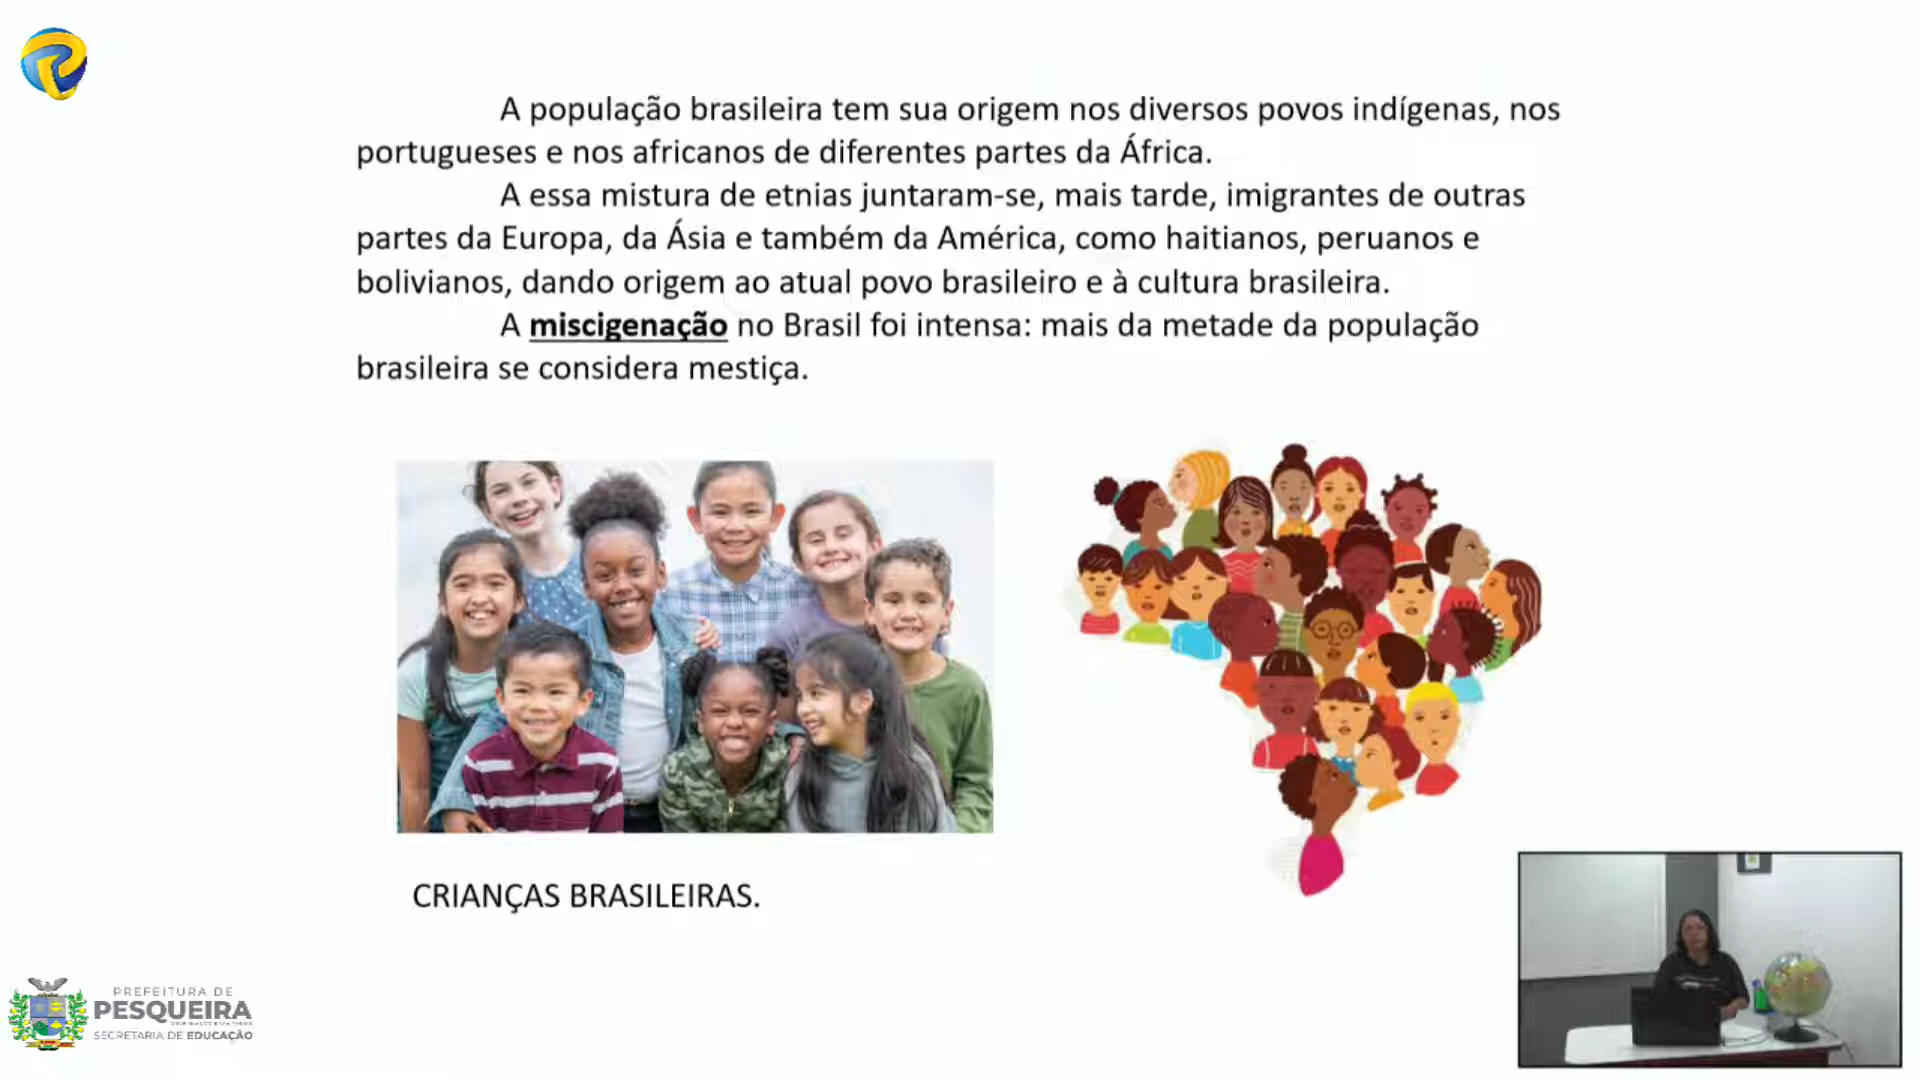 A população brasileira tem sua origem nos diversos povos indígenas, nos
portugueses e nos africanos de diferentes partes da África.
A essa mistura de etnias juntaram-se, mais tarde, imigrantes de outras
partes da Europa, da Ásia e também da América, como haitianos, peruanos e
bolivianos, dando origem ao atual povo brasileiro e à cultura brasileira.
A miscigenação no Brasil foi intensa: mais da metade da população
brasileira se considera mestiça.
CRIANÇAS BRASILEIRAS.
PREFEITURA DE
PESQUEIRA
SECRETARIA DE EDUCAÇÃO